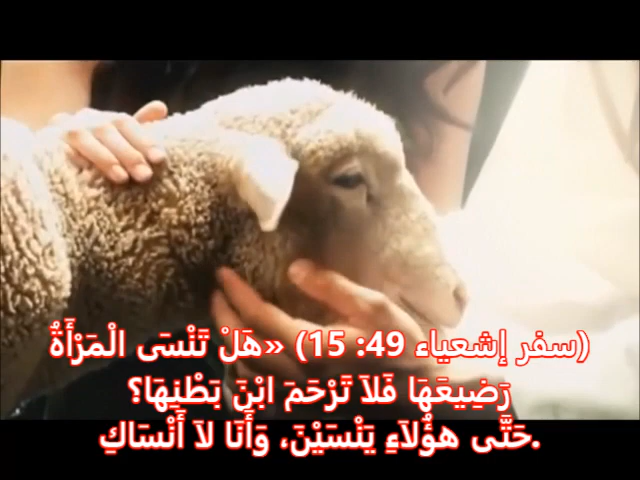 (سفر إشعياء 49: 15) «هَلْ تَنْسَى الْمَرْأَةُ
رَضِيعَهَا فَلاَ تَرْحَمَ ابْنَ بَطْنِهَا؟
حَتَّى هؤُلاَءِ يَنْسَيْنَ، وَأَنَا لاَ أَنْسَاكِ.